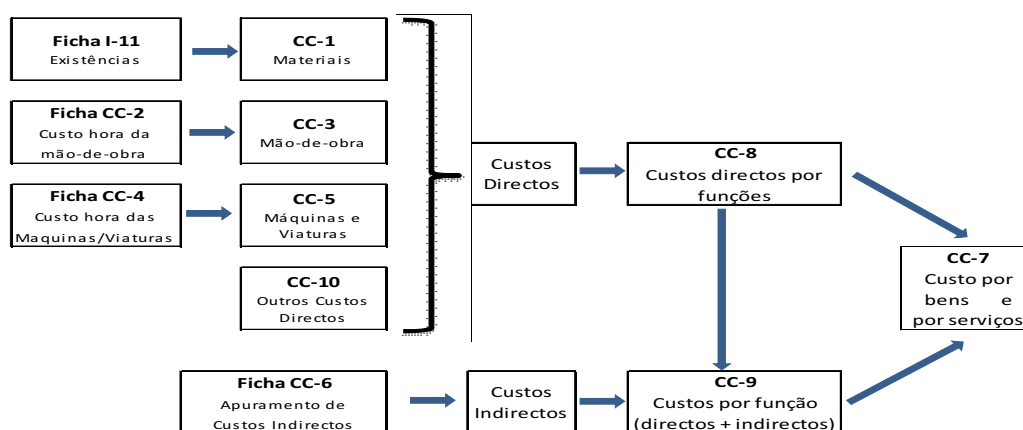 Ficha I-11
Existências
CC-1
Materiais
Ficha CC-2
Custo hora da
mão-de-obra
CC-3
Mão-de-obra
Ficha CC-4
Custo hora das
Maquinas/Viaturas
CC-5
Máquinas e
Viaturas
CC-10
Outros Custos
Directos
Custos
Directos
CC-8
Custos directos por
funções
CC-7
Custo por
bens e
por serviços
Ficha CC-6
Apuramento de
Custos Indirectos
Custos
Indirectos
CC-9
Custos por função
(directos + indirectos)